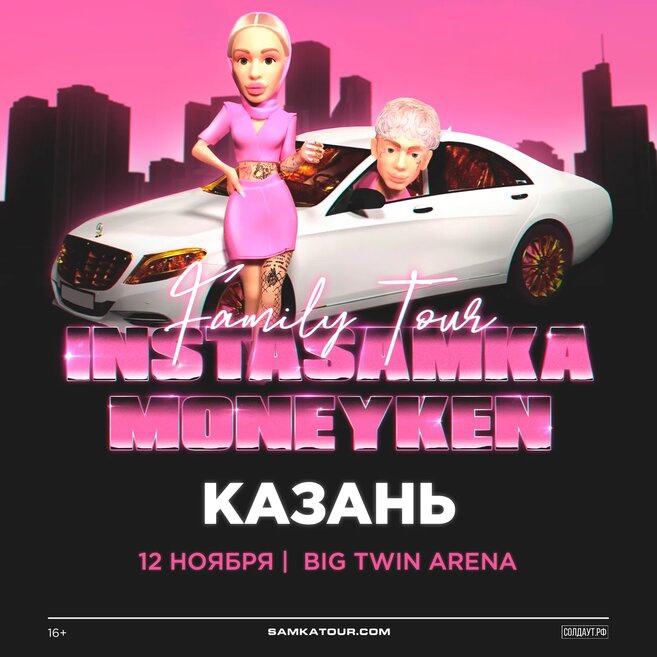 Family Tour
INSTASAMKA
MONEYKEN
КАЗАНЬ
12 НОЯБРЯ | BIG TWIN ARENA
16+ SAMKATOUR.COM СОЛДАУТ.РФ